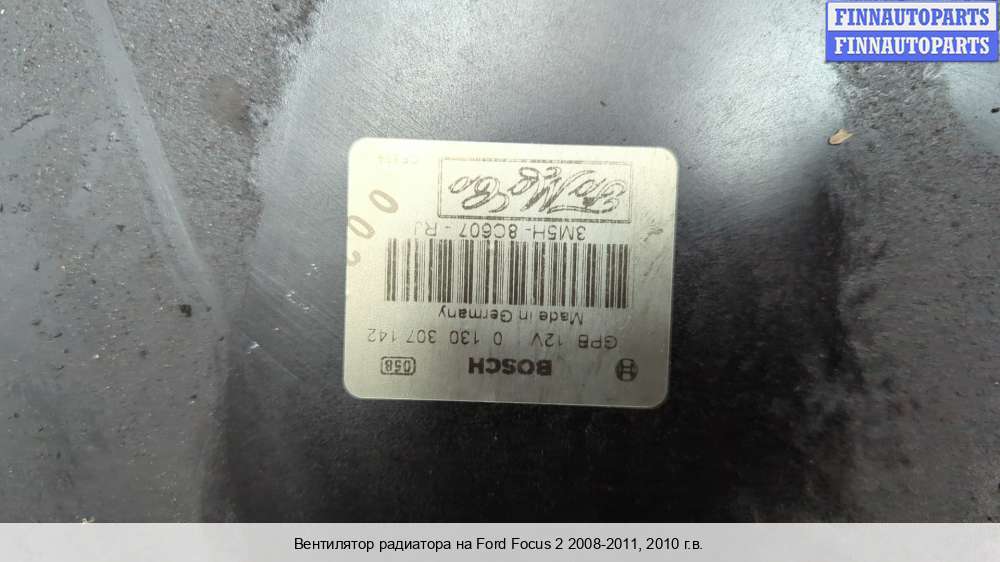 FINNAUTOPARTS
FINNAUTOPARTS
BOSCH
058
GPB 12V 0 130 307 142
Made in Germany
3M5H-8C607-RJ
FoMoCo
Вентилятор радиатора на Ford Focus 2 2008-2011, 2010 г.в.